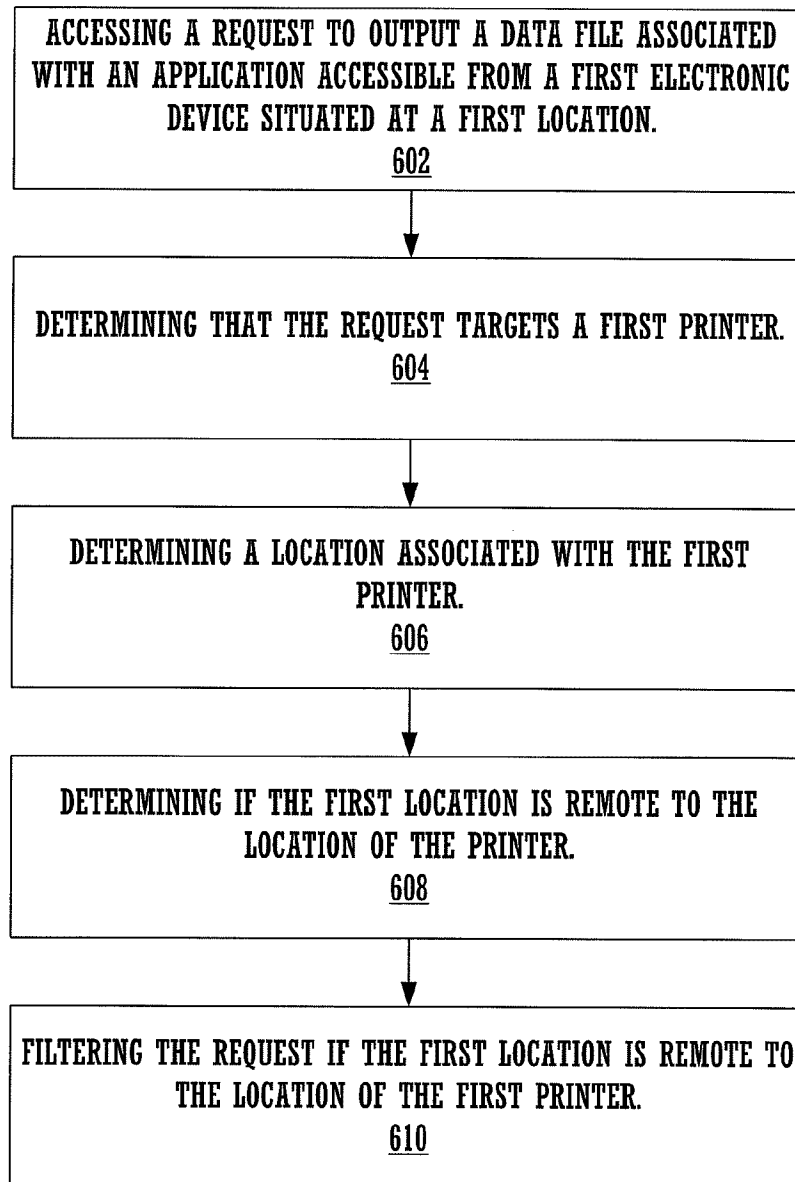 ACCESSING A REQUEST TO OUTPUT A DATA FILE ASSOCIATED
WITH AN APPLICATION ACCESSIBLE FROM A FIRST ELECTRONIC
DEVICE SITUATED AT A FIRST LOCATION.
602
DETERMINING THAT THE REQUEST TARGETS A FIRST PRINTER.
604
DETERMINING A LOCATION ASSOCIATED WITH THE FIRST
PRINTER.
606
DETERMINING IF THE FIRST LOCATION IS REMOTE TO THE
LOCATION OF THE PRINTER.
608
FILTERING THE REQUEST IF THE FIRST LOCATION IS REMOTE TO
THE LOCATION OF THE FIRST PRINTER.
610